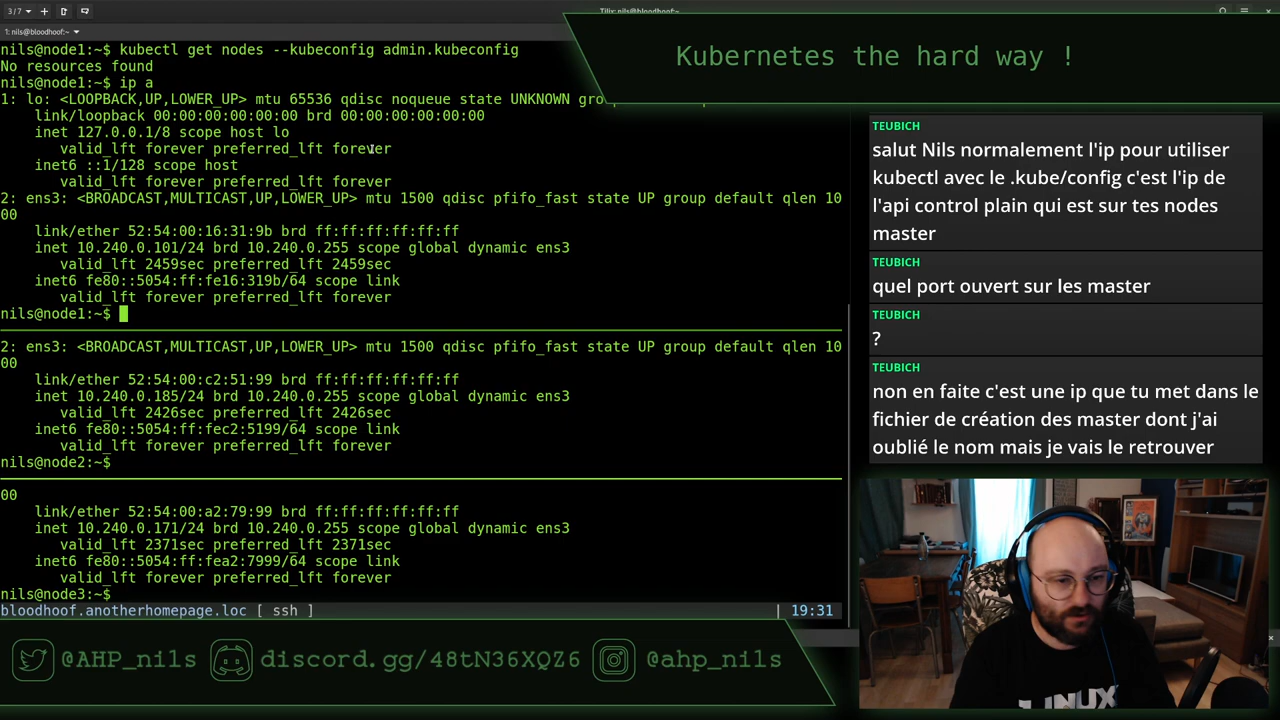 3/7
Tilix: nils@bloodhoof:~
1: nils@bloodhoof:~
Kubernetes the hard way !
nils@node1:~$ kubectl get nodes --kubeconfig admin.kubeconfig
No resources found
nils@node1:~$ ip a
1: lo: <LOOPBACK,UP,LOWER_UP> mtu 65536 qdisc noqueue state UNKNOWN
link/loopback 00:00:00:00:00:00 brd 00:00:00:00:00:00
inet 127.0.0.1/8 scope host lo
valid_lft forever preferred_lft forever
inet6 ::1/128 scope host
valid_lft forever preferred_lft forever
2: ens3: <BROADCAST,MULTICAST,UP,LOWER_UP> mtu 1500 qdisc pfifo_fast state UP group default qlen 10
00
link/ether 52:54:00:16:31:9b brd ff:ff:ff:ff:ff:ff
inet 10.240.0.101/24 brd 10.240.0.255 scope global dynamic ens3
valid_lft 2459sec preferred_lft 2459sec
inet6 fe80::5054:ff:fe16:319b/64 scope link
valid_lft forever preferred_lft forever
nils@node1:~$
2: ens3: <BROADCAST,MULTICAST,UP,LOWER_UP> mtu 1500 qdisc pfifo_fast state UP group default qlen 10
00
link/ether 52:54:00:c2:51:99 brd ff:ff:ff:ff:ff:ff
inet 10.240.0.185/24 brd 10.240.0.255 scope global dynamic ens3
valid_lft 2426sec preferred_lft 2426sec
inet6 fe80::5054:ff:fec2:5199/64 scope link
valid_lft forever preferred_lft forever
nils@node2:~$
00
link/ether 52:54:00:a2:79:99 brd ff:ff:ff:ff:ff:ff
inet 10.240.0.171/24 brd 10.240.0.255 scope global dynamic ens3
valid_lft 2371sec preferred_lft 2371sec
inet6 fe80::5054:ff:fea2:7999/64 scope link
valid_lft forever preferred_lft forever
nils@node3:~$
bloodhoof.anotherhomepage.loc [ ssh ] | 19:31
TEUBICH
salut Nils normalement l'ip pour utiliser
kubectl avec le .kube/config c'est l'ip de
l'api control plain qui est sur tes nodes
master
TEUBICH
quel port ouvert sur les master
TEUBICH
?
TEUBICH
non en faite c'est une ip que tu met dans le
fichier de création des master dont j'ai
oublié le nom mais je vais le retrouver
LINUX
@AHP_nils discord.gg/48tN36XQZ6 @ahp_nils